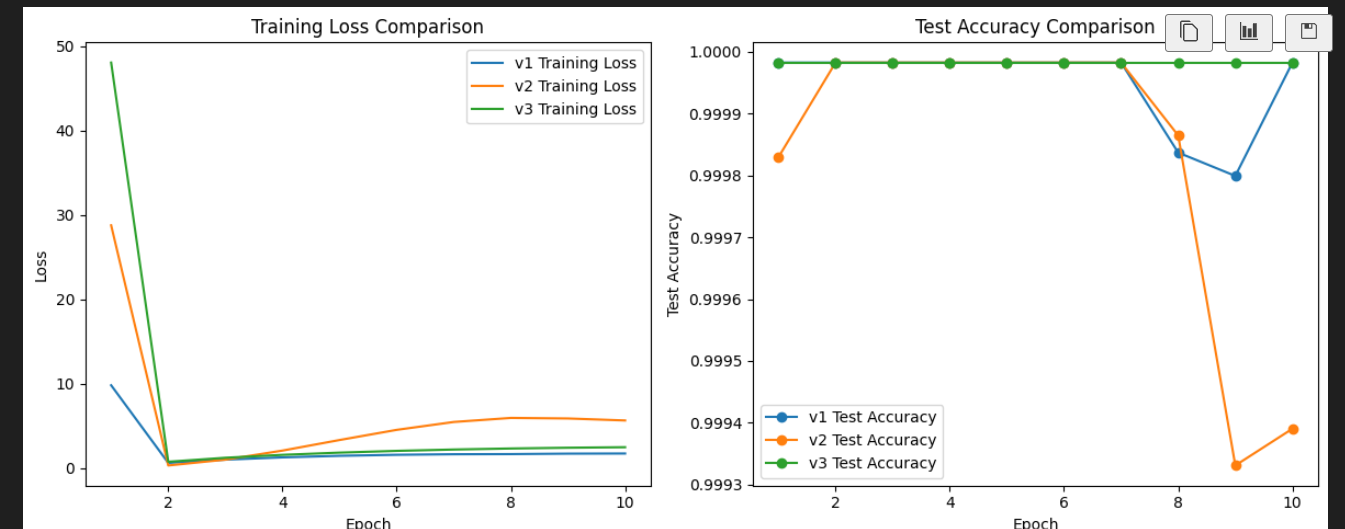 Training Loss Comparison
50
40
30
20
10
0
Loss
2
4
6
8
10
Epoch
v1 Training Loss
v2 Training Loss
v3 Training Loss
Test Accuracy Comparison
1.0000
0.9999
0.9998
0.9997
0.9996
0.9995
0.9994
0.9993
Test Accuracy
2
4
6
8
10
Epoch
v1 Test Accuracy
v2 Test Accuracy
v3 Test Accuracy